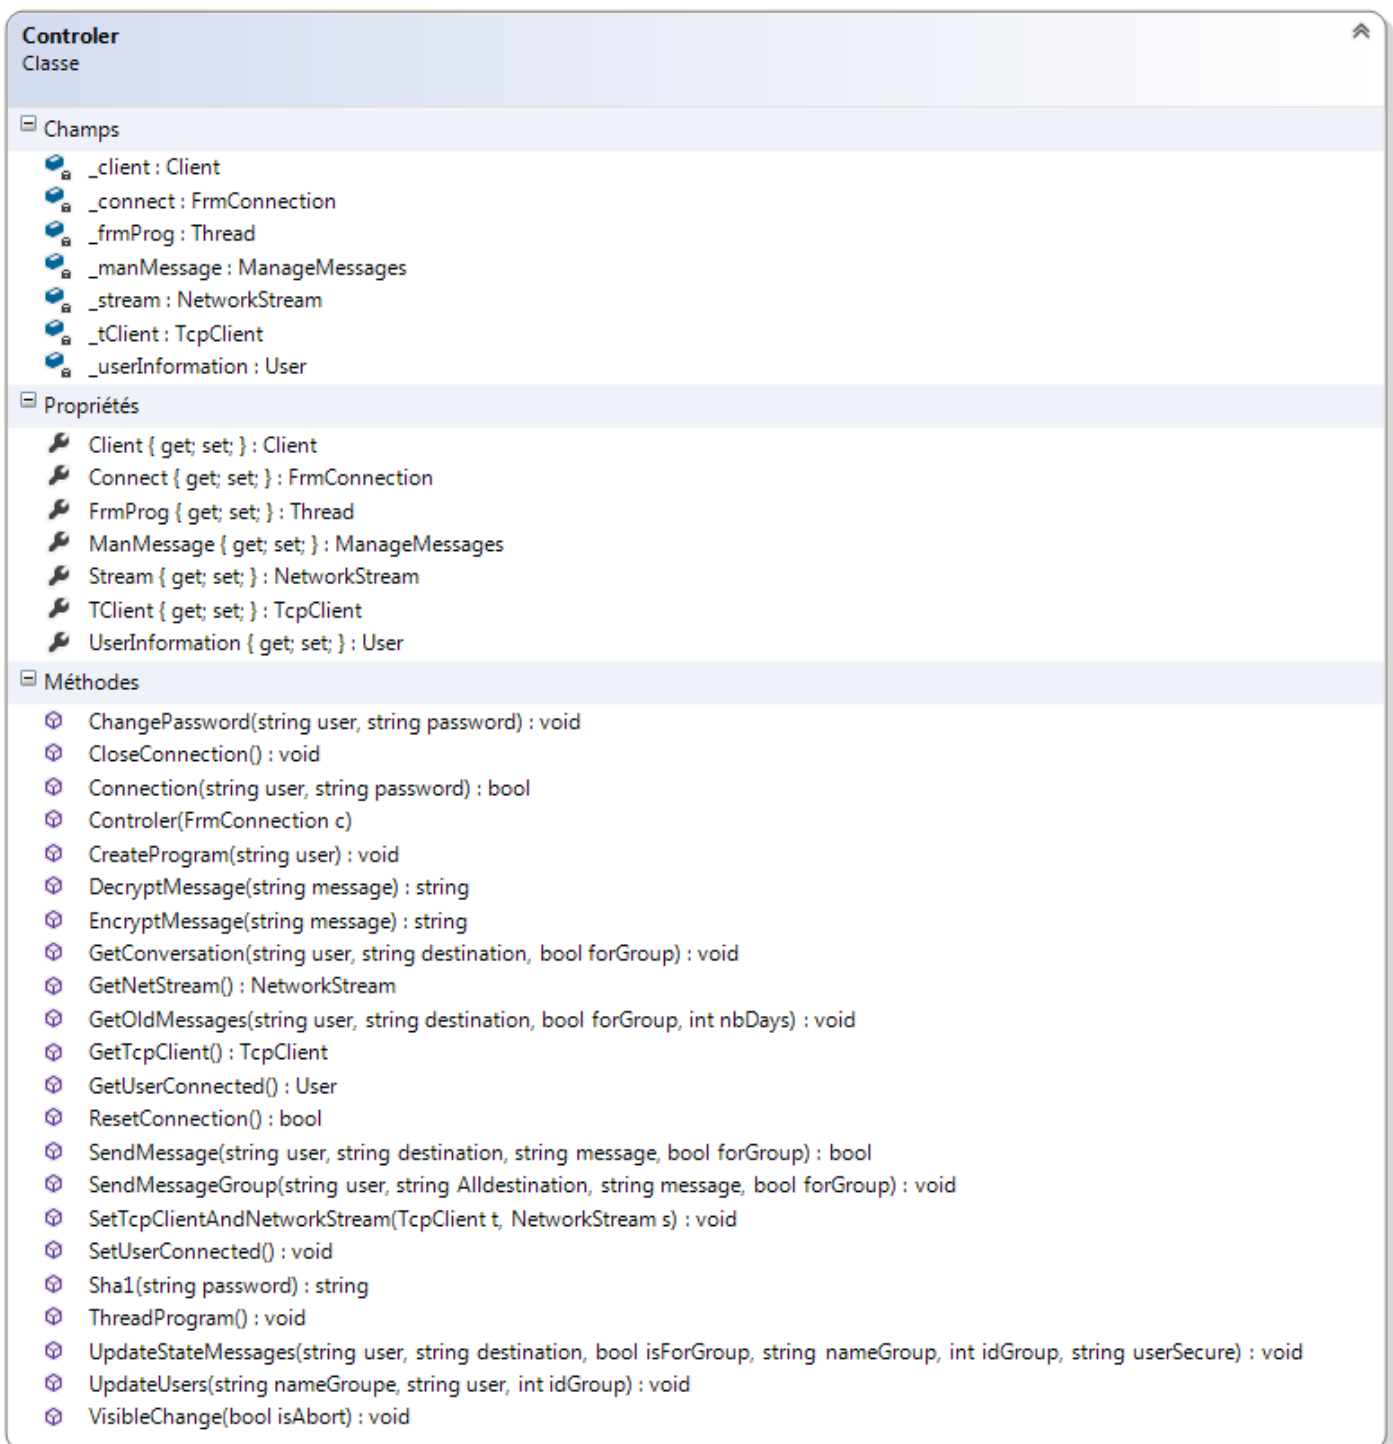 Controler
Classe
Champs
_client : Client
_connect : FrmConnection
_frmProg : Thread
_manMessage : ManageMessages
_stream : NetworkStream
_tClient : TcpClient
_userInformation : User
Propriétés
Client { get; set; } : Client
Connect { get; set; } : FrmConnection
FrmProg { get; set; } : Thread
ManMessage { get; set; } : ManageMessages
Stream { get; set; } : NetworkStream
TClient { get; set; } : TcpClient
UserInformation { get; set; } : User
Méthodes
ChangePassword(string user, string password) : void
CloseConnection() : void
Connection(string user, string password) : bool
Controler(FrmConnection c)
CreateProgram(string user) : void
DecryptMessage(string message) : string
EncryptMessage(string message) : string
GetConversation(string user, string destination, bool forGroup) : void
GetNetStream() : NetworkStream
GetOldMessages(string user, string destination, bool forGroup, int nbDays) : void
GetTcpClient() : TcpClient
GetUserConnected() : User
ResetConnection() : bool
SendMessage(string user, string destination, string message, bool forGroup) : bool
SendMessageGroup(string user, string Alldestination, string message, bool forGroup) : void
SetTcpClientAndNetworkStream(TcpClient t, NetworkStream s) : void
SetUserConnected() : void
Sha1(string password) : string
ThreadProgram() : void
UpdateStateMessages(string user, string destination, bool isForGroup, string nameGroup, int idGroup, string userSecure) : void
UpdateUsers(string nameGroupe, string user, int idGroup) : void
VisibleChange(bool isAbort) : void